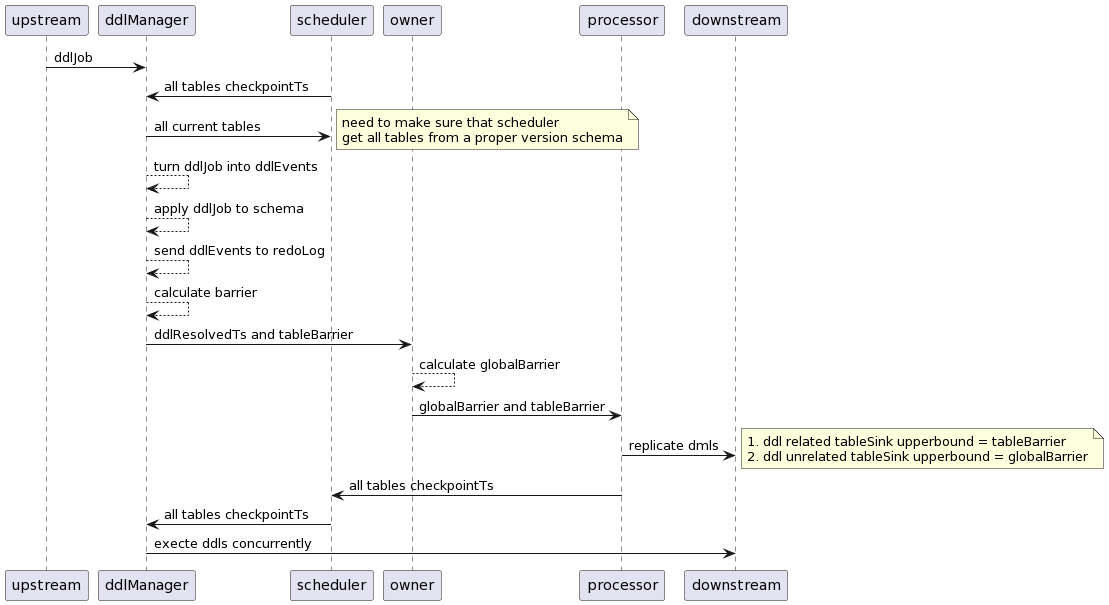 upstream ddlManager scheduler owner processor downstream
ddlJob
all tables checkpointTs
need to make sure that scheduler
get all tables from a proper version schema
all current tables
turn ddlJob into ddlEvents
apply ddlJob to schema
send ddlEvents to redoLog
calculate barrier
ddlResolvedTs and tableBarrier
calculate globalBarrier
globalBarrier and tableBarrier
1. ddl related tableSink upperbound = tableBarrier
2. ddl unrelated tableSink upperbound = globalBarrier
replicate dmls
all tables checkpointTs
all tables checkpointTs
execte ddls concurrently
upstream ddlManager scheduler owner processor downstream